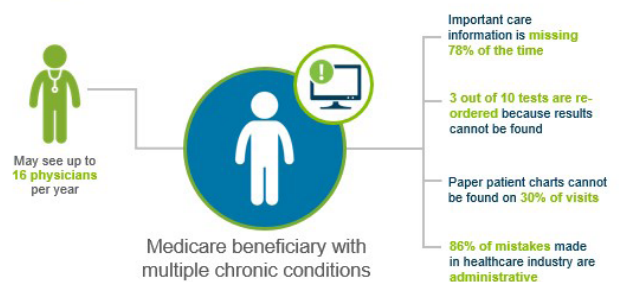 May see up to
16 physicians
per year
!
Medicare beneficiary with
multiple chronic conditions
Important care
information is missing
78% of the time
3 out of 10 tests are re-
ordered because results
cannot be found
Paper patient charts cannot
be found on 30% of visits
86% of mistakes made
in healthcare industry are
administrative